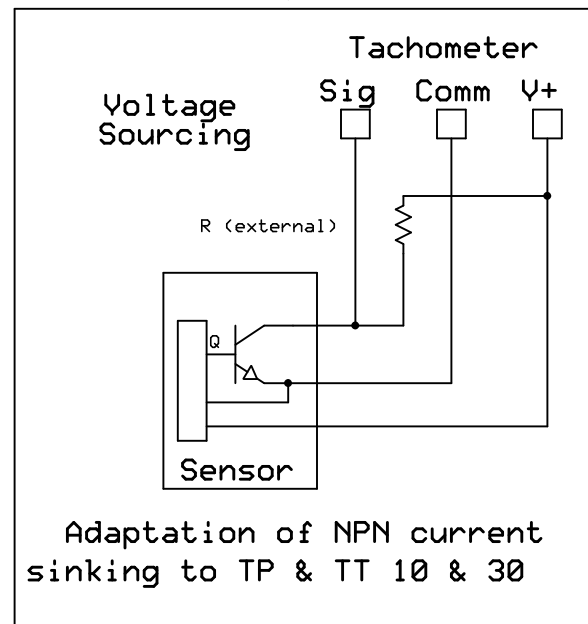 Tachometer
Sig Comm V+
Voltage
Sourcing
R (external)
Q
Sensor
Adaptation of NPN current
sinking to TP & TT 10 & 30